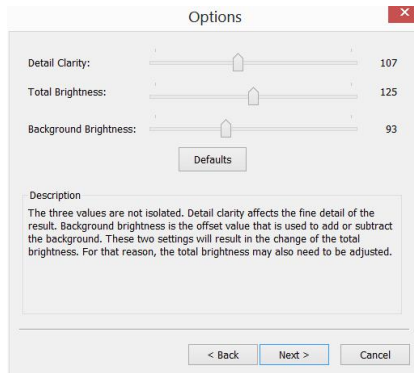 Options
Detail Clarity: 107
Total Brightness: 125
Background Brightness: 93
Defaults
Description
The three values are not isolated. Detail clarity affects the fine detail of the
result. Background brightness is the offset value that is used to add or subtract
the background. These two settings will result in the change of the total
brightness. For that reason, the total brightness may also need to be adjusted.
< Back Next > Cancel